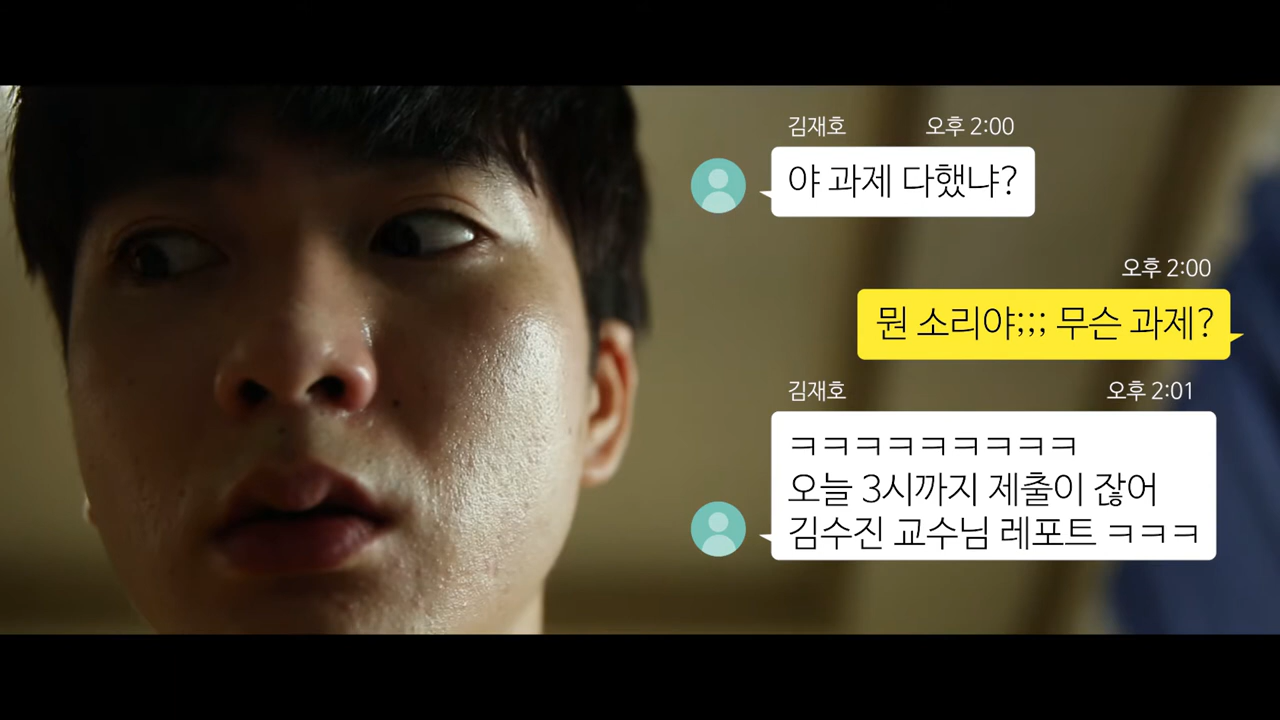 김재호 오후 2:00
야 과제 다했냐?
오후 2:00
뭔 소리야;;; 무슨 과제?
김재호 오후 2:01
ㅋㅋㅋㅋㅋㅋㅋㅋㅋ
오늘 3시까지 제출이 잖어
김수진 교수님 레포트 ㅋㅋㅋ